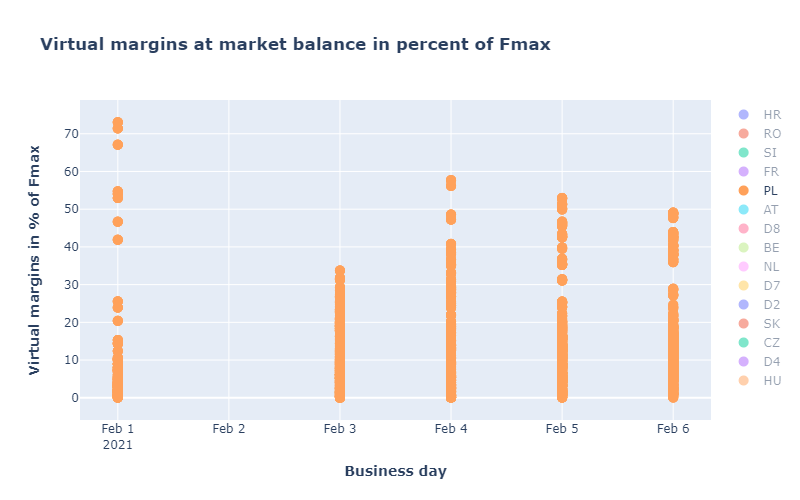 Virtual margins at market balance in percent of Fmax
Virtual margins in % of Fmax
70
60
50
40
30
20
10
0
Feb 1
2021
Feb 2
Feb 3
Feb 4
Feb 5
Feb 6
Business day
HR
RO
SI
FR
PL
AT
D8
BE
NL
D7
D2
SK
CZ
D4
HU